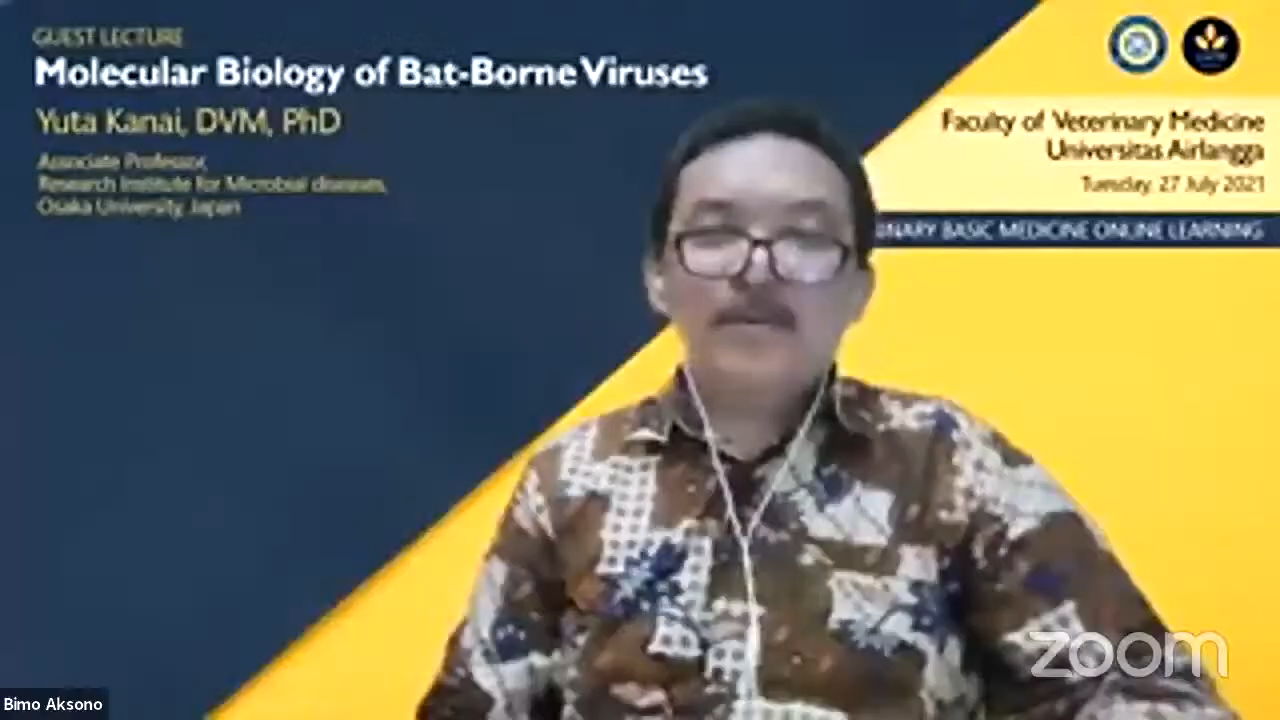 GUEST LECTURE
Molecular Biology of Bat-Borne Viruses
Yuta Kanai, DVM, PhD
Associate Professor,
Research Institute for Microbial diseases,
Osaka University, Japan
Faculty of Veterinary Medicine
Universitas Airlangga
Tuesday, 27 July 2021
BASIC MEDICINE ONLINE LEARNING
zoom
Bimo Aksono